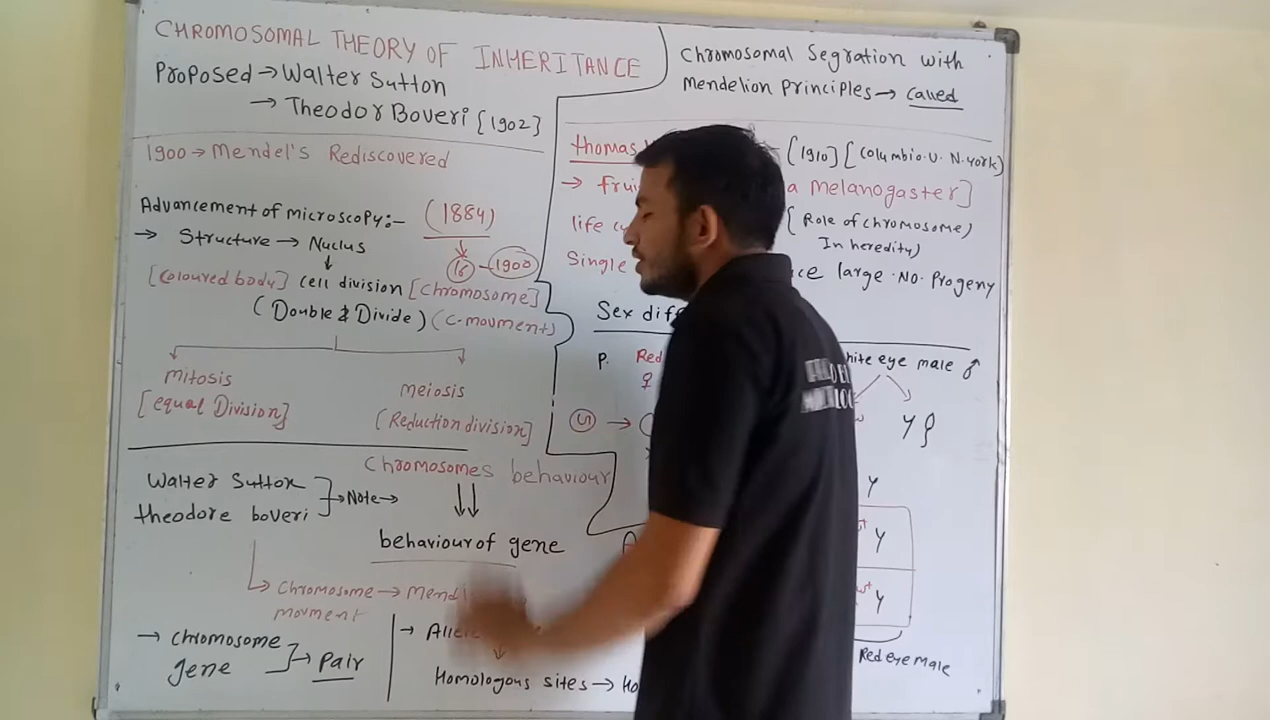 CHROMOSOMAL THEORY OF INHERITANCE
Proposed → Walter Sutton
→ Theodor Boveri [1902]
1900 → Mendel's Rediscovered
Advancement of microscopy:- (1884)
→ Structure → Nuclus
16 - 1900
[Coloured body] cell division [Chromosome]
(Double & Divide) (C-movment)
mitosis
[equal Division]
meiosis
(Reduction division]
Walter Sutton
theodore boveri
Note →
Chromosomes behaviour
behaviour of gene
Chromosome → Mend
movment
→ Chromosome
gene
→ Pair
→ Alle
Homologous sites → Ho
Chromosomal Segration with
Mendelion Principles → Called
thomas [1910] [Columbio.U. N.York)
→ frui a Melanogaster]
life c [Role of chromosome)
In heredity)
Single ce large No. Progeny
Sex dif
P. Red hite eye male ♂
♀
Y
Y
Y
Y
Red eye male